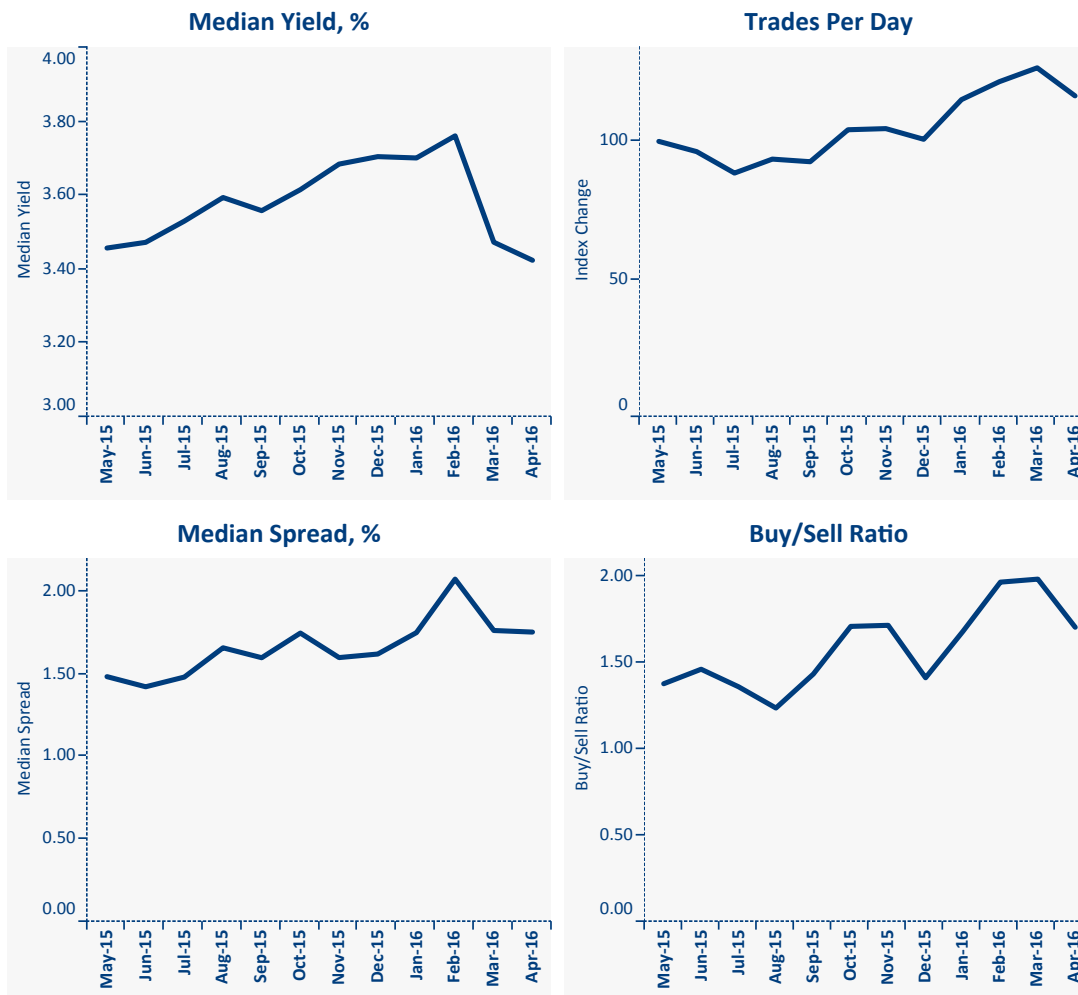 Median Yield, %
4.00
3.80
3.60
3.40
3.20
3.00
Median Yield
May-15
Jun-15
Jul-15
Aug-15
Sep-15
Oct-15
Nov-15
Dec-15
Jan-16
Feb-16
Mar-16
Apr-16
Trades Per Day
100
50
0
Index Change
May-15
Jun-15
Jul-15
Aug-15
Sep-15
Oct-15
Nov-15
Dec-15
Jan-16
Feb-16
Mar-16
Apr-16
Median Spread, %
2.00
1.50
1.00
0.50
0.00
Median Spread
May-15
Jun-15
Jul-15
Aug-15
Sep-15
Oct-15
Nov-15
Dec-15
Jan-16
Feb-16
Mar-16
Apr-16
Buy/Sell Ratio
2.00
1.50
1.00
0.50
0.00
Buy/Sell Ratio
May-15
Jun-15
Jul-15
Aug-15
Sep-15
Oct-15
Nov-15
Dec-15
Jan-16
Feb-16
Mar-16
Apr-16